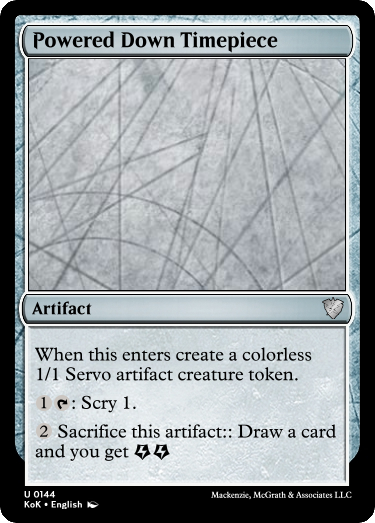 Powered Down Timepiece
Artifact
When this enters create a colorless
1/1 Servo artifact creature token.
1 : Scry 1.
2 Sacrifice this artifact:: Draw a card
and you get
U 0144
KoK • English
Mackenzie, McGrath & Associates LLC